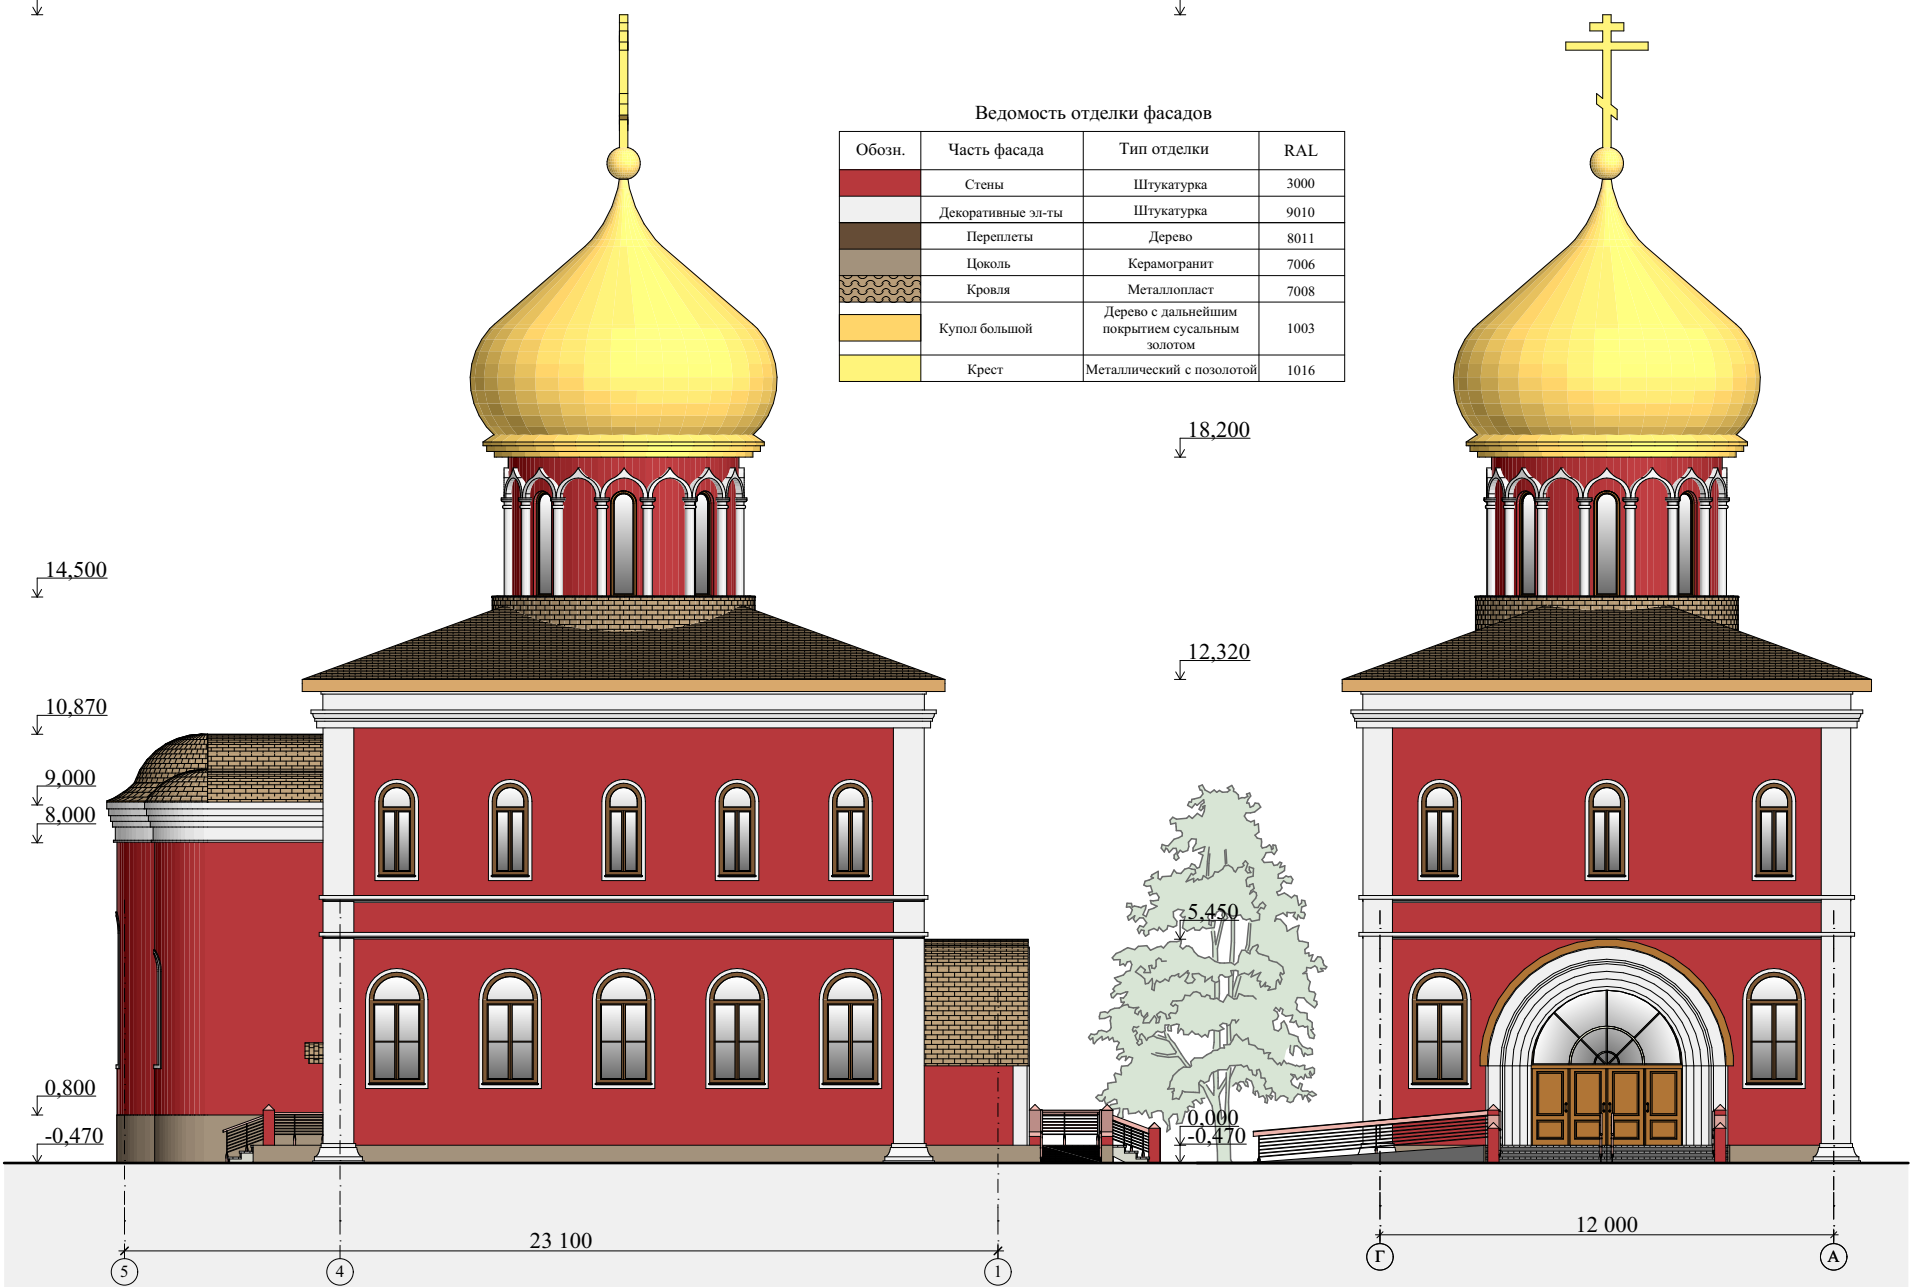 Ведомость отделки фасадов
Обозн. Часть фасада Тип отделки RAL
Стены Штукатурка 3000
Декоративные эл-ты Штукатурка 9010
Переплеты Дерево 8011
Цоколь Керамогранит 7006
Кровля Металлопласт 7008
Купол большой Дерево с дальнейшим
покрытием сусальным
золотом 1003
Крест Металлический с позолотой 1016
14,500
10,870
9,000
8,000
0,800
-0,470
18,200
12,320
5,450
0,000
-0,470
23 100
5 4 1
12 000
Г А